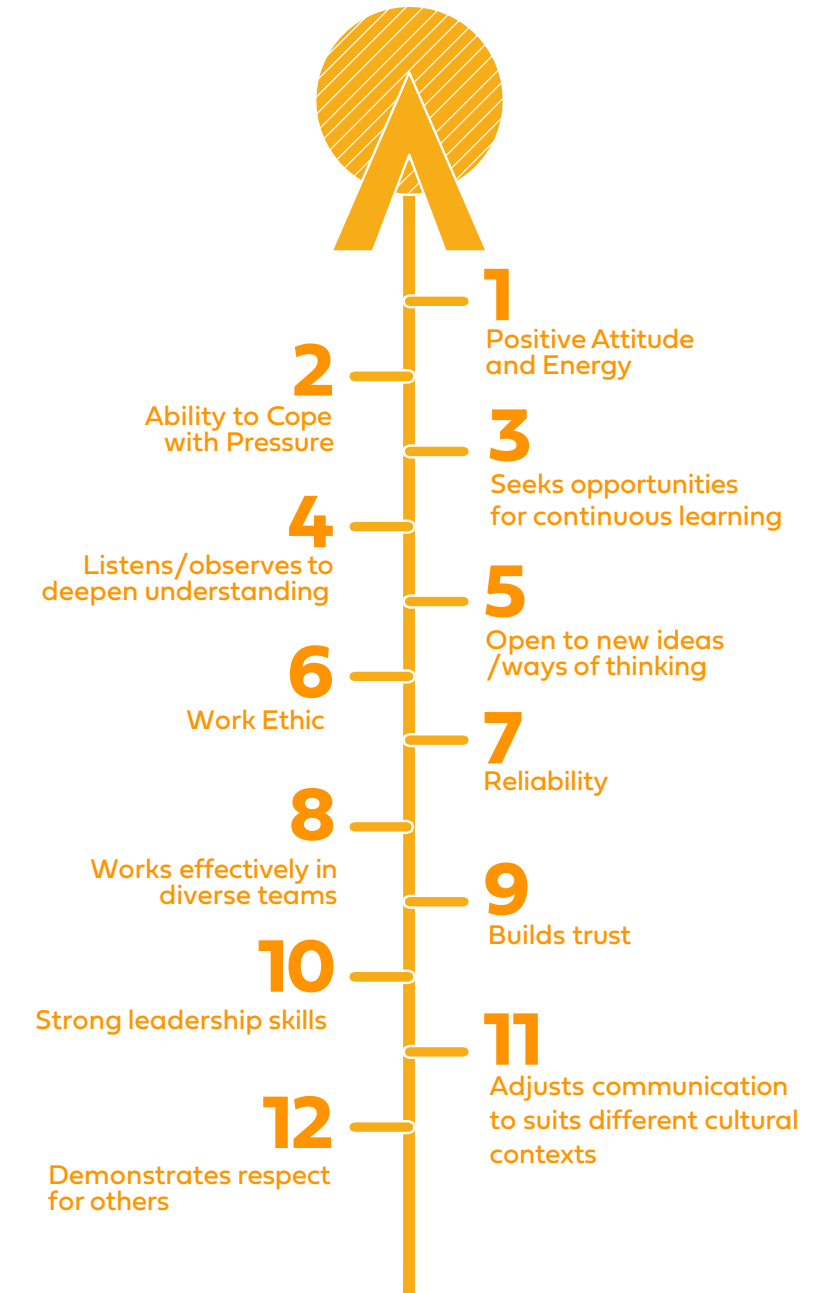 1
Positive Attitude
and Energy
2
Ability to Cope
with Pressure
3
Seeks opportunities
for continuous learning
4
Listens/observes to
deepen understanding
5
Open to new ideas
/ways of thinking
6
Work Ethic
7
Reliability
8
Works effectively in
diverse teams
9
Builds trust
10
Strong leadership skills
11
Adjusts communication
to suits different cultural
contexts
12
Demonstrates respect
for others